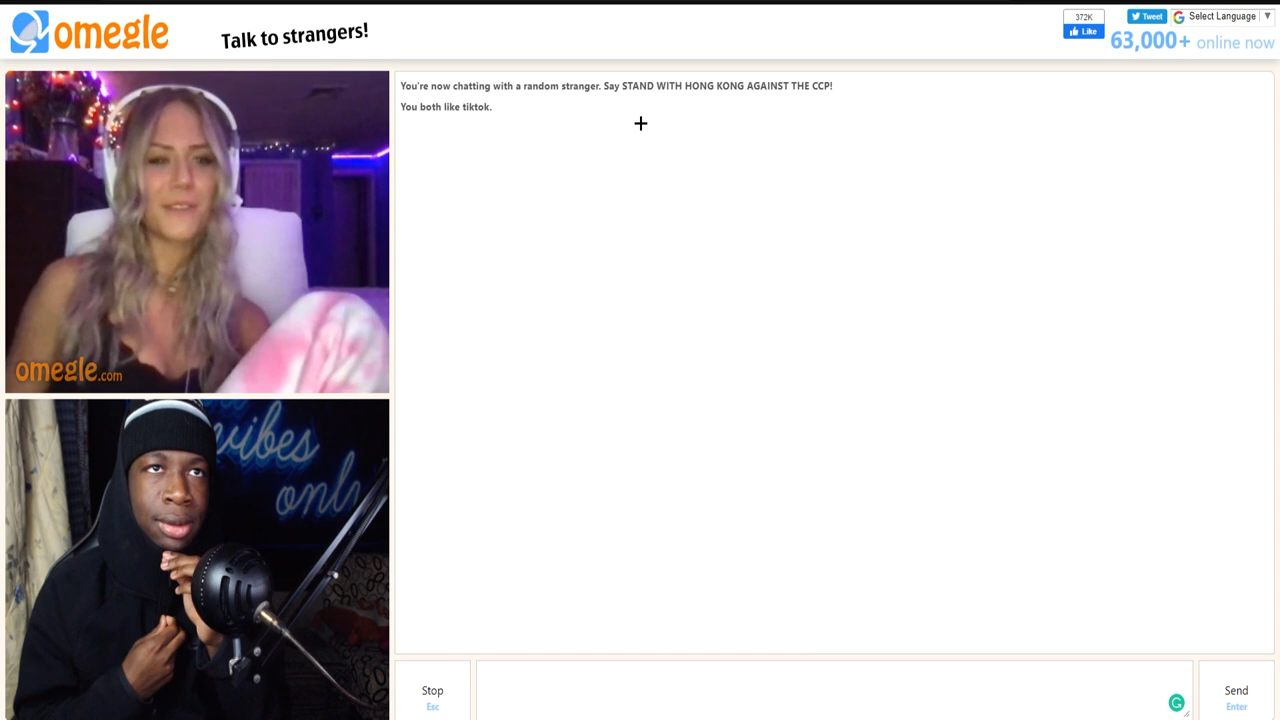 omegle
Talk to strangers!
372K
Like
Tweet
Select Language
63,000+ online now
You're now chatting with a random stranger. Say STAND WITH HONG KONG AGAINST THE CCP!
You both like tiktok.
omegle.com
vibes
only
Stop
Esc
Send
Enter